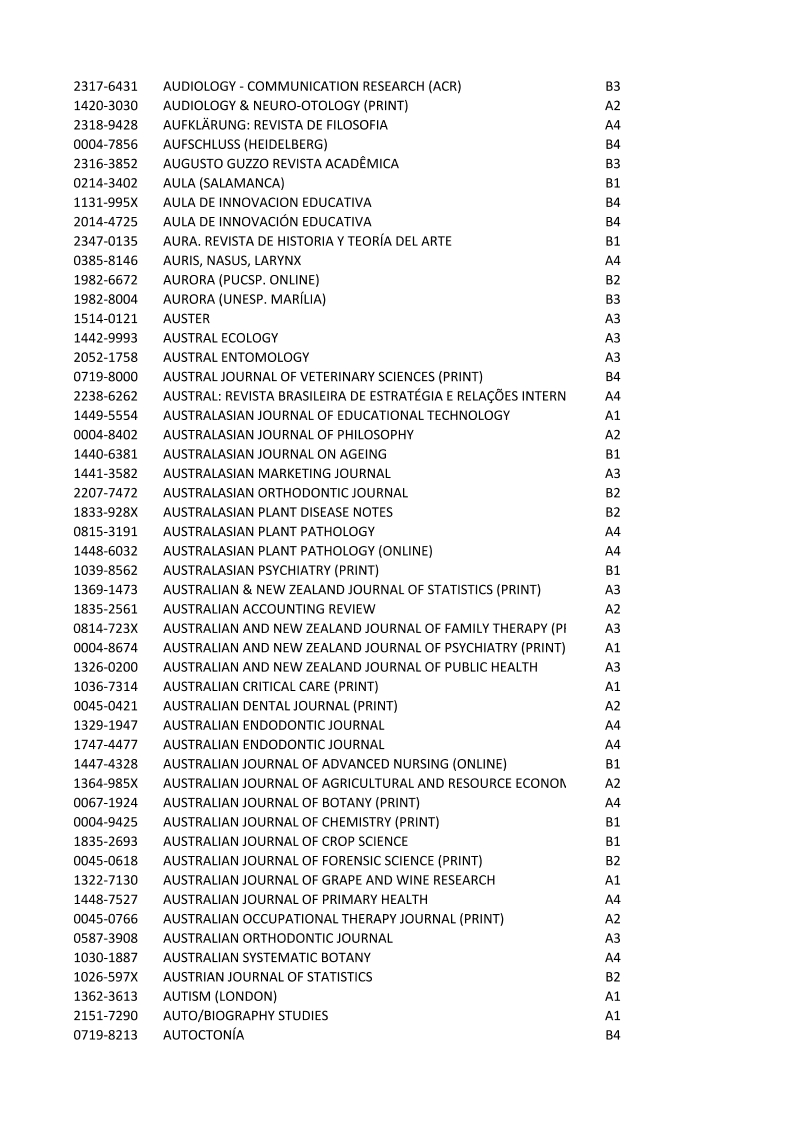 2317-6431 AUDIOLOGY - COMMUNICATION RESEARCH (ACR) B3
1420-3030 AUDIOLOGY & NEURO-OTOLOGY (PRINT) A2
2318-9428 AUFKLÄRUNG: REVISTA DE FILOSOFIA A4
0004-7856 AUFSCHLUSS (HEIDELBERG) B4
2316-3852 AUGUSTO GUZZO REVISTA ACADÊMICA B3
0214-3402 AULA (SALAMANCA) B1
1131-995X AULA DE INNOVACION EDUCATIVA B4
2014-4725 AULA DE INNOVACIÓN EDUCATIVA B4
2347-0135 AURA. REVISTA DE HISTORIA Y TEORÍA DEL ARTE B1
0385-8146 AURIS, NASUS, LARYNX A4
1982-6672 AURORA (PUCSP. ONLINE) B2
1982-8004 AURORA (UNESP. MARÍLIA) B3
1514-0121 AUSTER A3
1442-9993 AUSTRAL ECOLOGY A3
2052-1758 AUSTRAL ENTOMOLOGY A3
0719-8000 AUSTRAL JOURNAL OF VETERINARY SCIENCES (PRINT) B4
2238-6262 AUSTRAL: REVISTA BRASILEIRA DE ESTRATÉGIA E RELAÇÕES INTERN A4
1449-5554 AUSTRALASIAN JOURNAL OF EDUCATIONAL TECHNOLOGY A1
0004-8402 AUSTRALASIAN JOURNAL OF PHILOSOPHY A2
1440-6381 AUSTRALASIAN JOURNAL ON AGEING B1
1441-3582 AUSTRALASIAN MARKETING JOURNAL A3
2207-7472 AUSTRALASIAN ORTHODONTIC JOURNAL B2
1833-928X AUSTRALASIAN PLANT DISEASE NOTES B2
0815-3191 AUSTRALASIAN PLANT PATHOLOGY A4
1448-6032 AUSTRALASIAN PLANT PATHOLOGY (ONLINE) A4
1039-8562 AUSTRALASIAN PSYCHIATRY (PRINT) B1
1369-1473 AUSTRALIAN & NEW ZEALAND JOURNAL OF STATISTICS (PRINT) A3
1835-2561 AUSTRALIAN ACCOUNTING REVIEW A2
0814-723X AUSTRALIAN AND NEW ZEALAND JOURNAL OF FAMILY THERAPY (PI A3
0004-8674 AUSTRALIAN AND NEW ZEALAND JOURNAL OF PSYCHIATRY (PRINT) A1
1326-0200 AUSTRALIAN AND NEW ZEALAND JOURNAL OF PUBLIC HEALTH A3
1036-7314 AUSTRALIAN CRITICAL CARE (PRINT) A1
0045-0421 AUSTRALIAN DENTAL JOURNAL (PRINT) A2
1329-1947 AUSTRALIAN ENDODONTIC JOURNAL A4
1747-4477 AUSTRALIAN ENDODONTIC JOURNAL A4
1447-4328 AUSTRALIAN JOURNAL OF ADVANCED NURSING (ONLINE) B1
1364-985X AUSTRALIAN JOURNAL OF AGRICULTURAL AND RESOURCE ECONOM A2
0067-1924 AUSTRALIAN JOURNAL OF BOTANY (PRINT) A4
0004-9425 AUSTRALIAN JOURNAL OF CHEMISTRY (PRINT) B1
1835-2693 AUSTRALIAN JOURNAL OF CROP SCIENCE B1
0045-0618 AUSTRALIAN JOURNAL OF FORENSIC SCIENCE (PRINT) B2
1322-7130 AUSTRALIAN JOURNAL OF GRAPE AND WINE RESEARCH A1
1448-7527 AUSTRALIAN JOURNAL OF PRIMARY HEALTH A4
0045-0766 AUSTRALIAN OCCUPATIONAL THERAPY JOURNAL (PRINT) A2
0587-3908 AUSTRALIAN ORTHODONTIC JOURNAL A3
1030-1887 AUSTRALIAN SYSTEMATIC BOTANY A4
1026-597X AUSTRIAN JOURNAL OF STATISTICS B2
1362-3613 AUTISM (LONDON) A1
2151-7290 AUTO/BIOGRAPHY STUDIES A1
0719-8213 AUTOCTONÍA B4